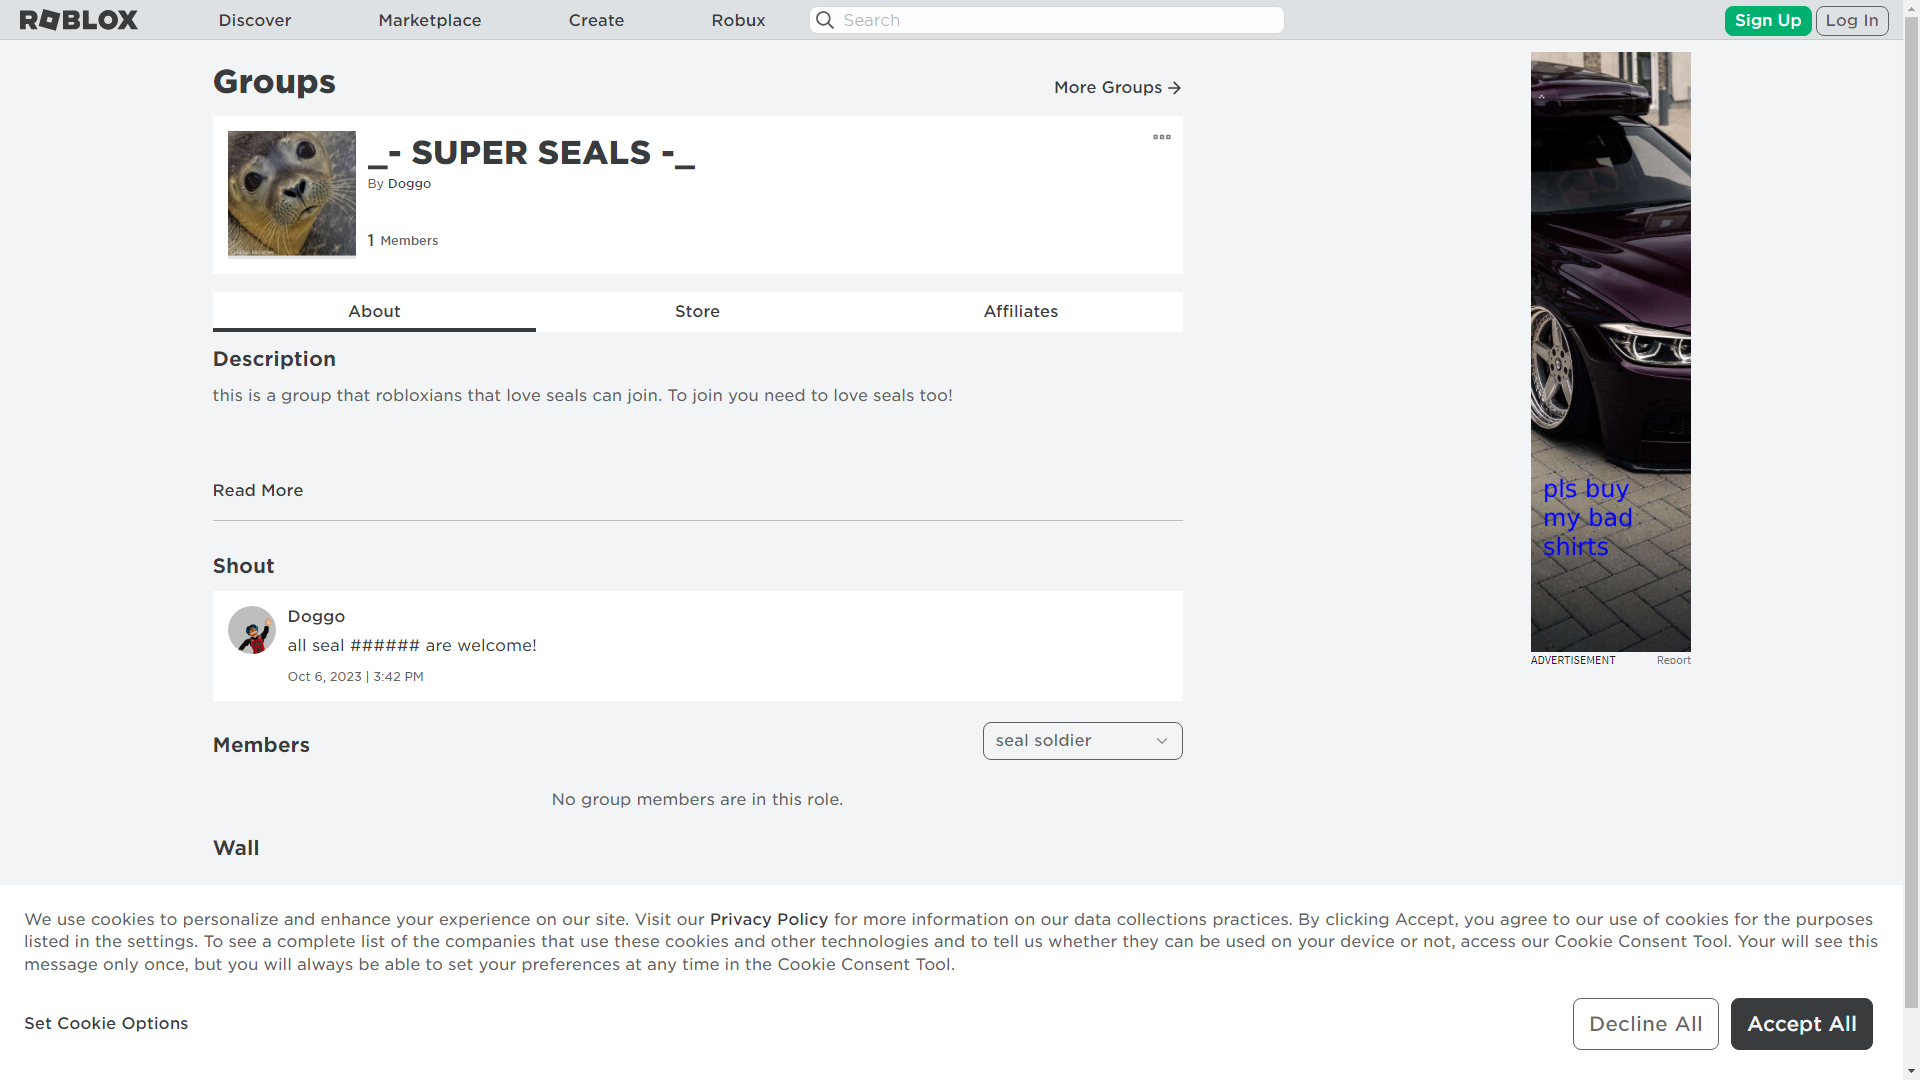 ROBLOX
Discover
Marketplace
Create
Robux
Search
Sign Up
Log In
Groups
More Groups
_- SUPER SEALS -_
By Doggo
1 Members
About
Store
Affiliates
Description
this is a group that robloxians that love seals can join. To join you need to love seals too!
Read More
Shout
Doggo
all seal ###### are welcome!
Oct 6, 2023 | 3:42 PM
Members
seal soldier
No group members are in this role.
Wall
pls buy
my bad
shirts
ADVERTISEMENT
Report
We use cookies to personalize and enhance your experience on our site. Visit our Privacy Policy for more information on our data collections practices. By clicking Accept, you agree to our use of cookies for the purposes
listed in the settings. To see a complete list of the companies that use these cookies and other technologies and to tell us whether they can be used on your device or not, access our Cookie Consent Tool. Your will see this
message only once, but you will always be able to set your preferences at any time in the Cookie Consent Tool.
Set Cookie Options
Decline All
Accept All